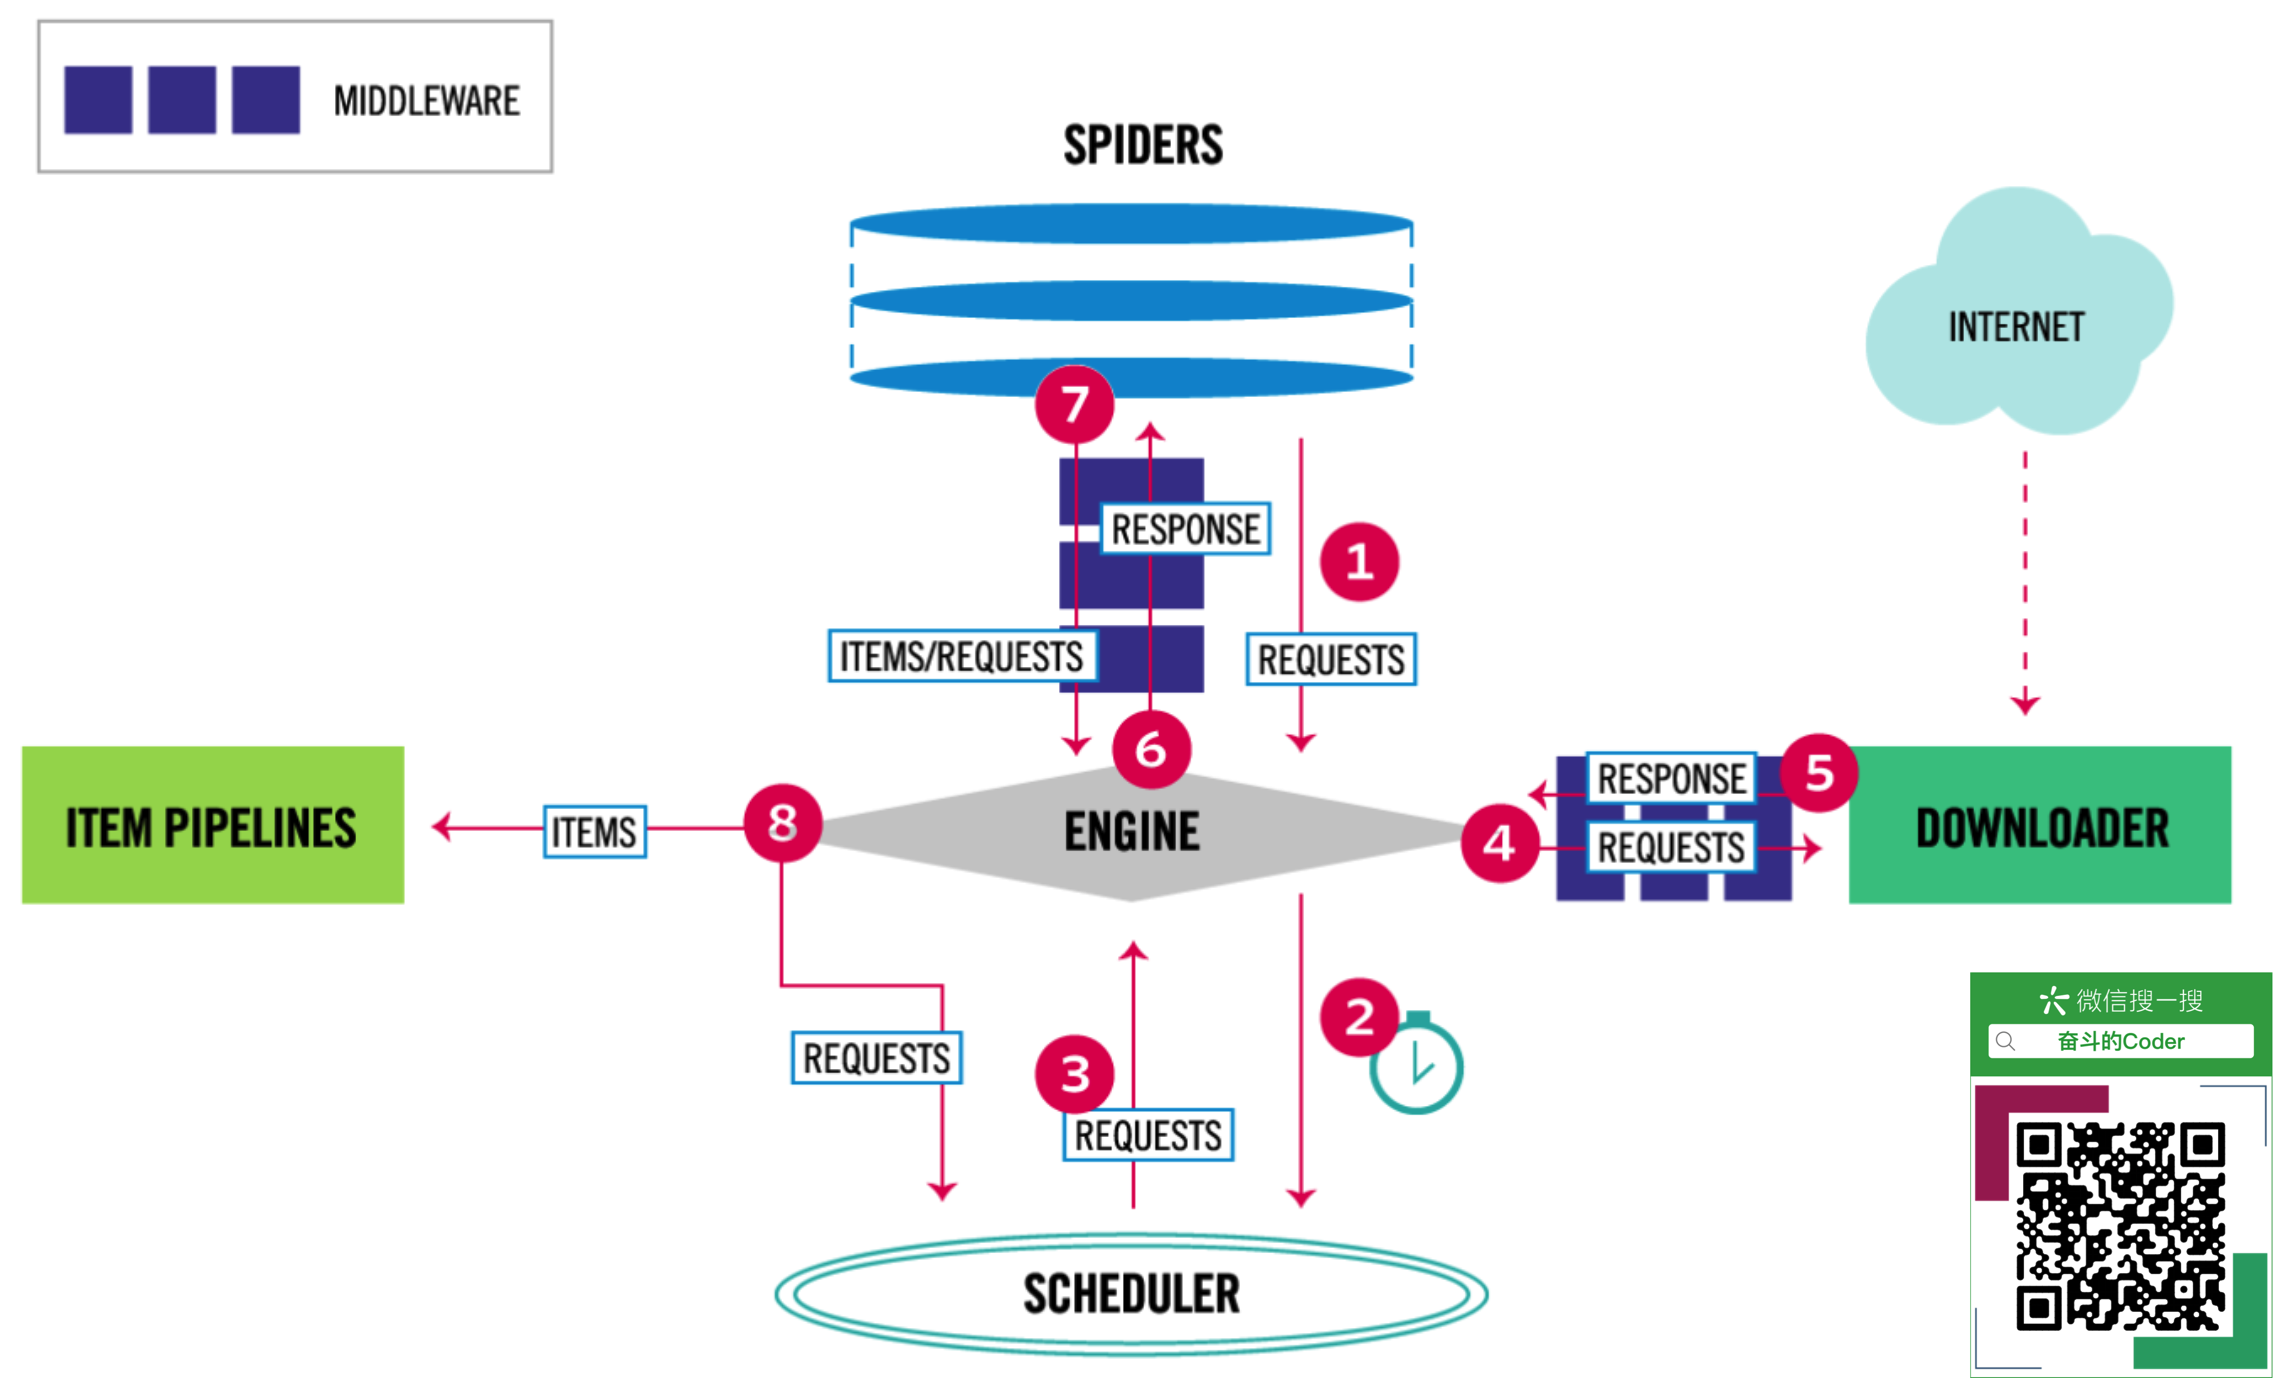 MIDDLEWARE
SPIDERS
INTERNET
7
RESPONSE
1
ITEMS/REQUESTS
REQUESTS
6
5
RESPONSE
ITEM PIPELINES
ITEMS
8
ENGINE
4
REQUESTS
DOWNLOADER
2
REQUESTS
3
REQUESTS
SCHEDULER
微信搜一搜
奋斗的Coder